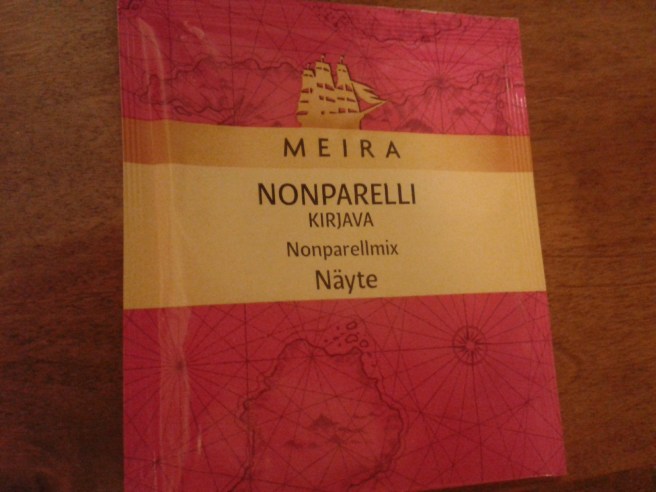 MEIRA
NONPARELLI
KIRJAVA
Nonparellmix
Näyte